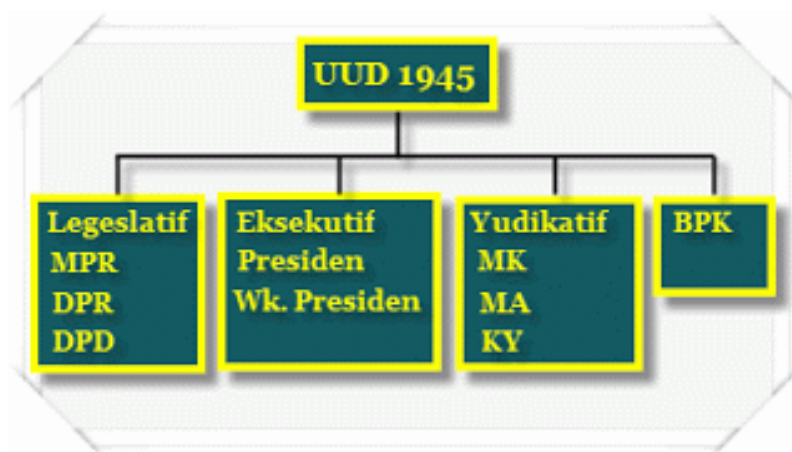 UUD 1945
Legeslatif
MPR
DPR
DPD
Eksekutif
Presiden
Wk. Presiden
Yudikatif
MK
MA
KY
BPK